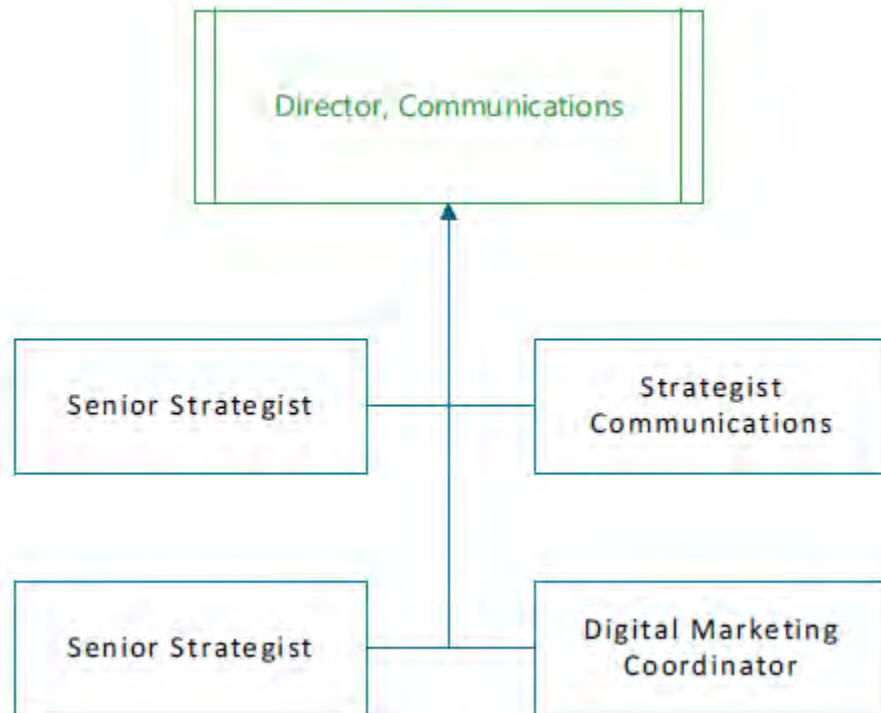 Director, Communications
Senior Strategist
Strategist
Communications
Senior Strategist
Digital Marketing
Coordinator